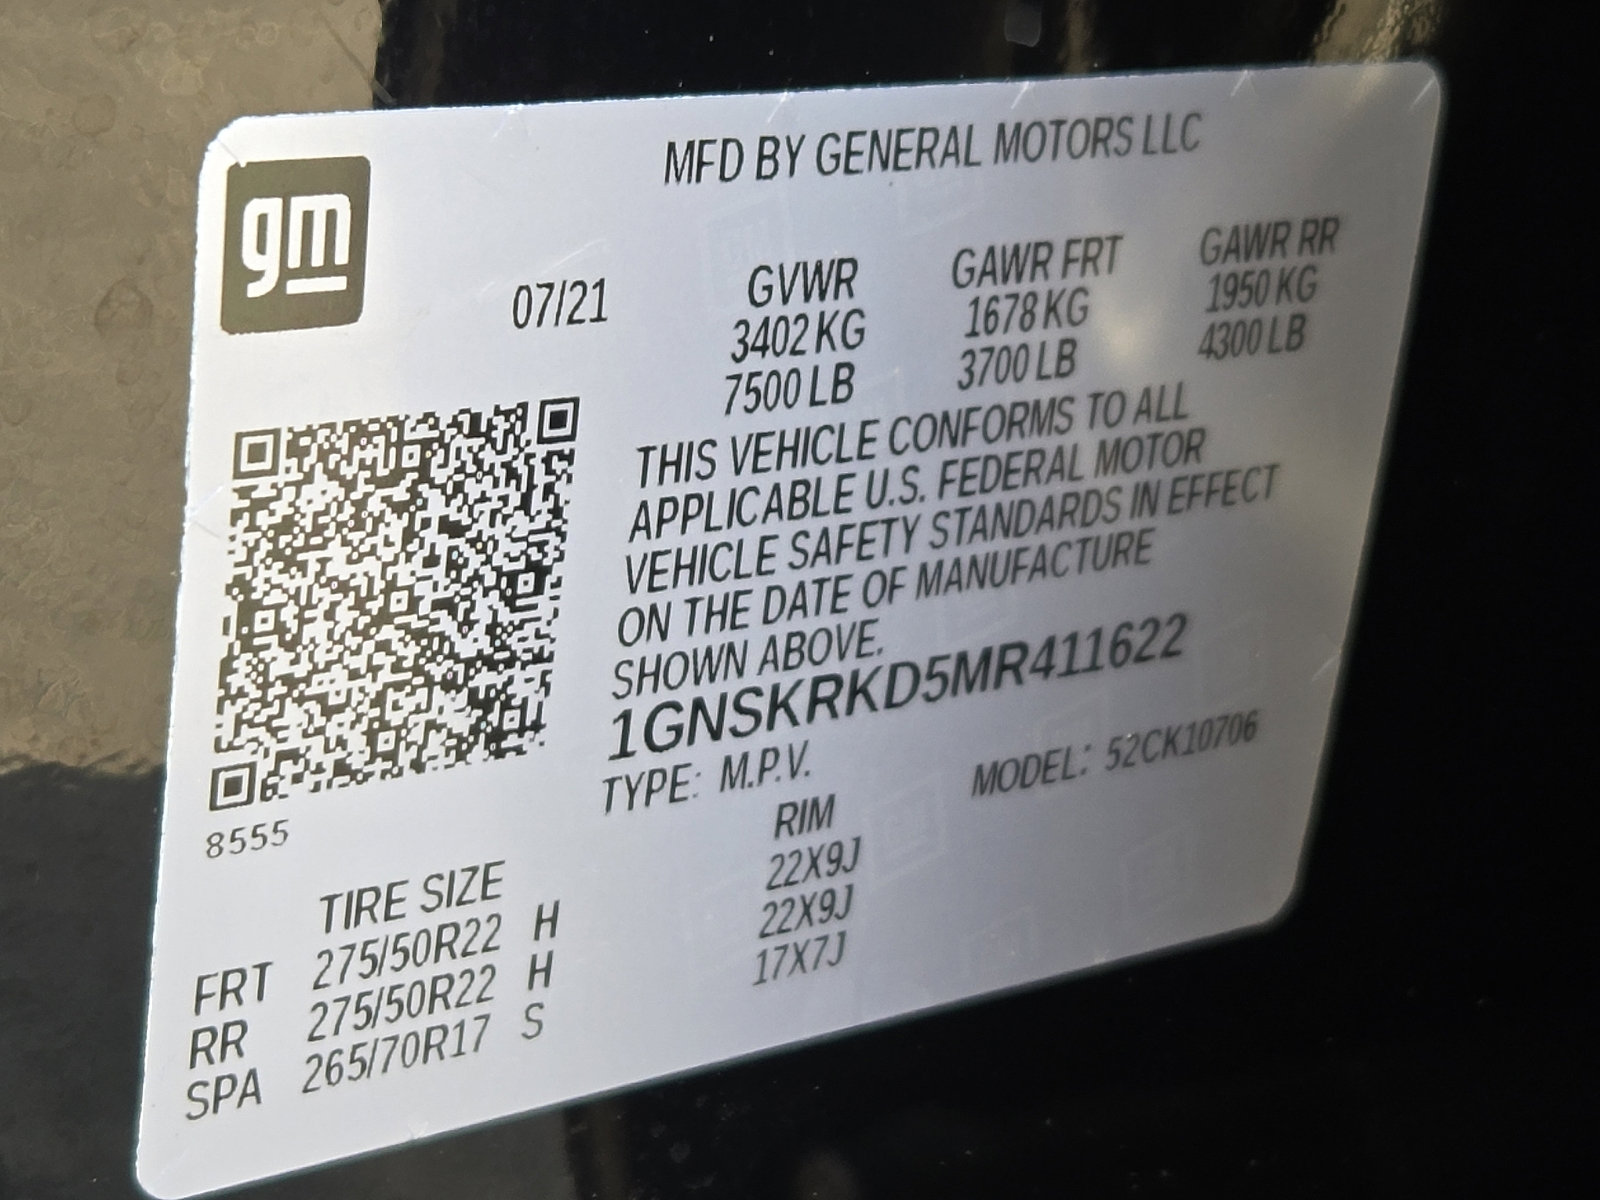 gm
MFD BY GENERAL MOTORS LLC
07/21 GVWR GAWR FRT GAWR RR
3402 KG 1678 KG 1950 KG
7500 LB 3700 LB 4300 LB
THIS VEHICLE CONFORMS TO ALL
APPLICABLE U.S. FEDERAL MOTOR
VEHICLE SAFETY STANDARDS IN EFFECT
ON THE DATE OF MANUFACTURE
SHOWN ABOVE.
1GNSKRKD5MR411622
TYPE: M.P.V. MODEL: 52CK10706
8555
TIRE SIZE RIM
FRT 275/50R22 H 22X9J
RR 275/50R22 H 22X9J
SPA 265/70R17 S 17X7J